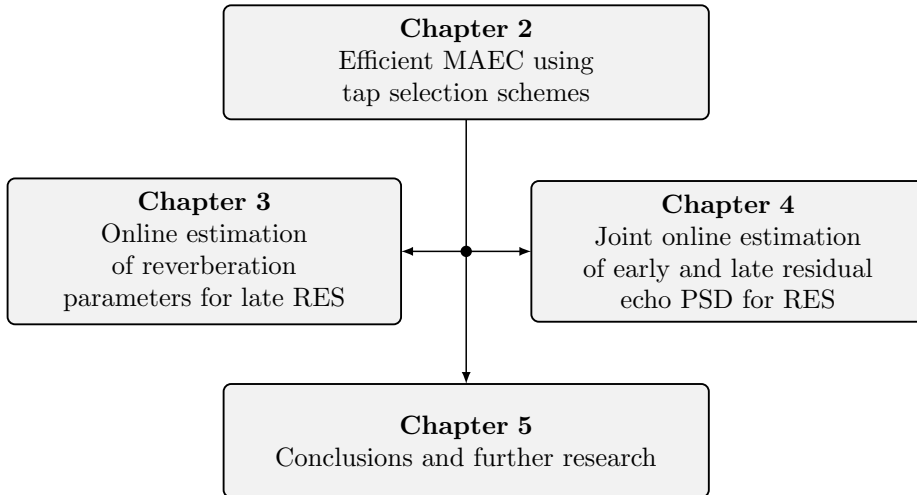 Chapter 2
Efficient MAEC using
tap selection schemes
Chapter 3
Online estimation
of reverberation
parameters for late RES
Chapter 4
Joint online estimation
of early and late residual
echo PSD for RES
Chapter 5
Conclusions and further research